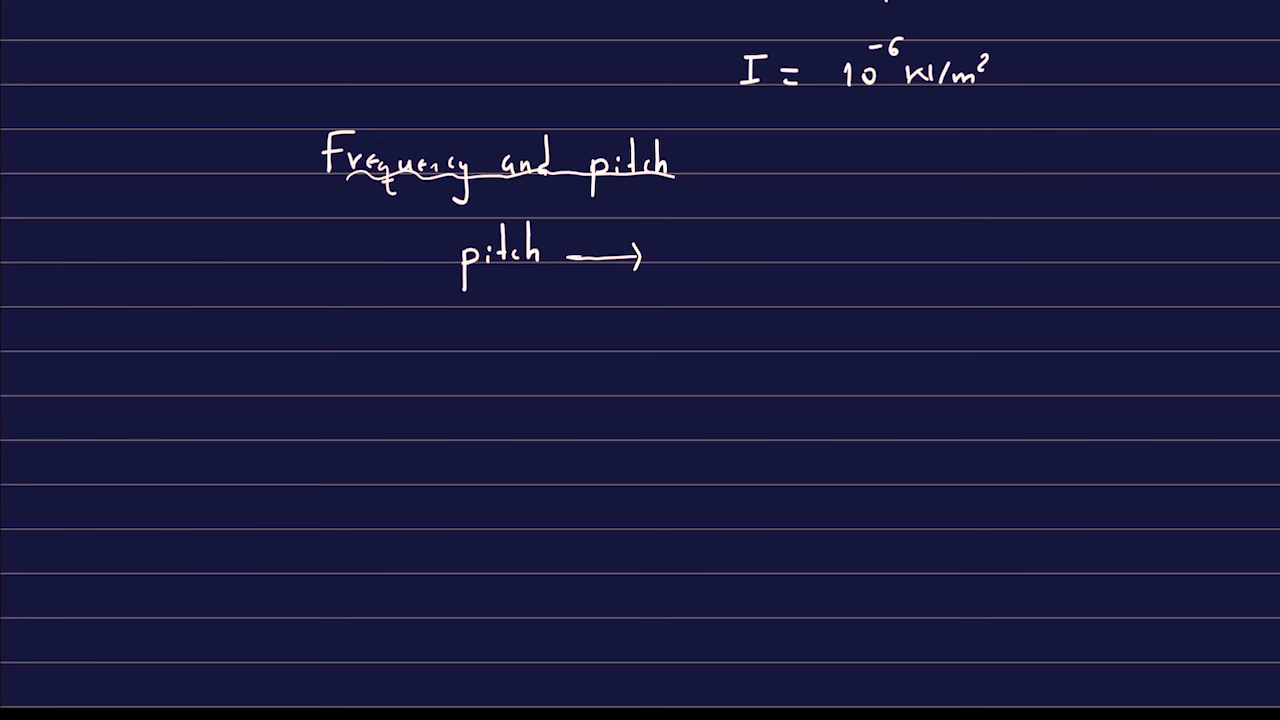 I = 10⁻⁶ W/m²
Frequency and pitch
pitch →